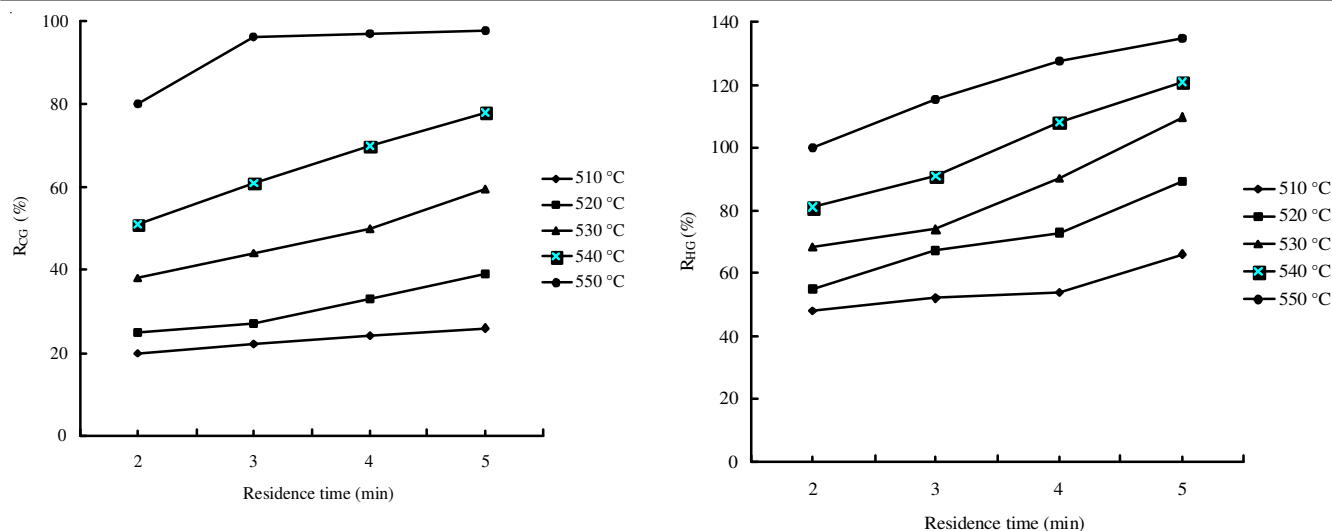 100
80
60
40
20
0
R_CG (%)
2 3 4 5
Residence time (min)
510 °C
520 °C
530 °C
540 °C
550 °C
140
120
100
80
60
40
20
0
R_HG (%)
2 3 4 5
Residence time (min)
510 °C
520 °C
530 °C
540 °C
550 °C